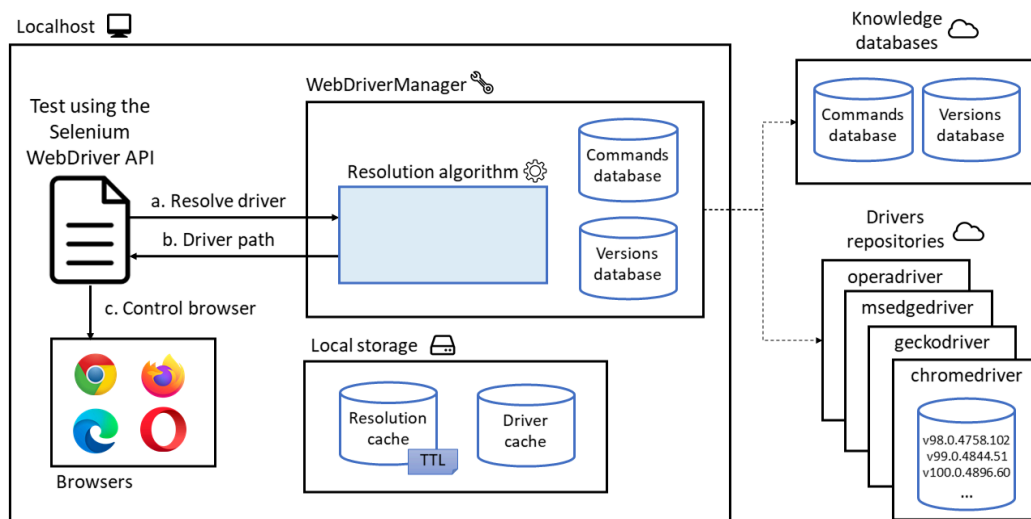 Localhost
Test using the
Selenium
WebDriver API
a. Resolve driver
b. Driver path
c. Control browser
Browsers
WebDriverManager
Resolution algorithm
Commands
database
Versions
database
Local storage
Resolution
cache
TTL
Driver
cache
Knowledge
databases
Commands
database
Versions
database
Drivers
repositories
operadriver
msedgedriver
geckodriver
chromedriver
v98.0.4758.102
v99.0.4844.51
v100.0.4896.60
...